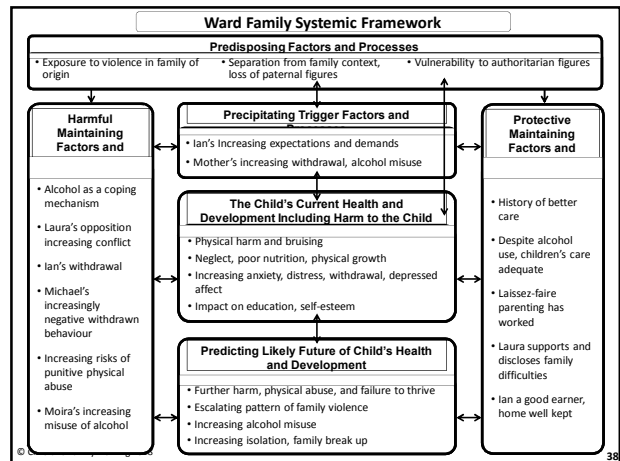 Ward Family Systemic Framework
Predisposing Factors and Processes
• Exposure to violence in family of
origin
• Separation from family context,
loss of paternal figures
• Vulnerability to authoritarian figures
Harmful
Maintaining
Factors and
• Alcohol as a coping
mechanism
• Laura's opposition
increasing conflict
• Ian's withdrawal
• Michael's
increasingly
negative withdrawn
behaviour
• Increasing risks of
punitive physical
abuse
• Moira's increasing
misuse of alcohol
Precipitating Trigger Factors and
• Ian's Increasing expectations and demands
• Mother's increasing withdrawal, alcohol misuse
The Child's Current Health and
Development Including Harm to the Child
• Physical harm and bruising
• Neglect, poor nutrition, physical growth
• Increasing anxiety, distress, withdrawal, depressed
affect
• Impact on education, self-esteem
Predicting Likely Future of Child's Health
and Development
• Further harm, physical abuse, and failure to thrive
• Escalating pattern of family violence
• Increasing alcohol misuse
• Increasing isolation, family break up
Protective
Maintaining
Factors and
• History of better
care
• Despite alcohol
use, children's care
adequate
• Laissez-faire
parenting has
worked
• Laura supports and
discloses family
difficulties
• Ian a good earner,
home well kept
©
38